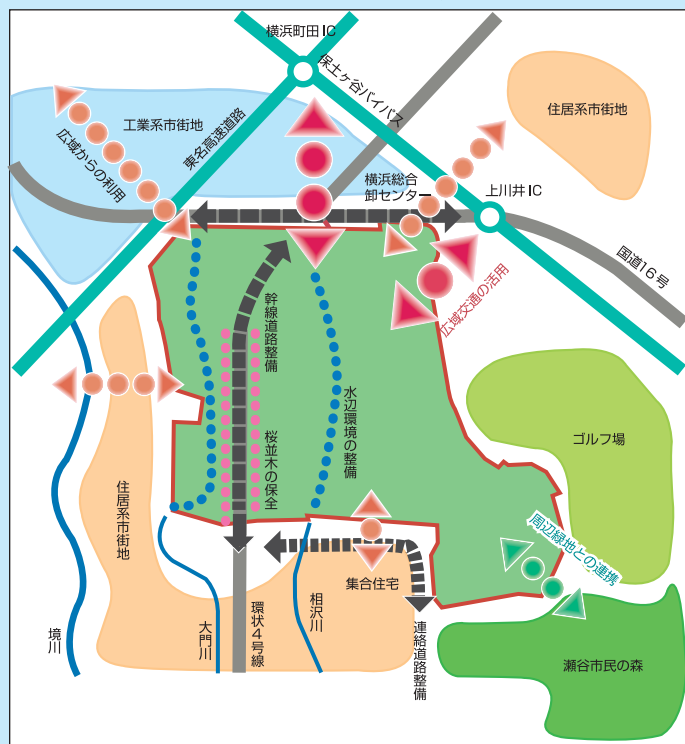 横浜町田IC
保土ヶ谷バイパス
住居系市街地
工業系市街地
東名高速道路
広域からの利用
横浜総合
卸センター
上川井IC
国道16号
広域交通の活用
幹線道路整備
水辺環境の整備
桜並木の保全
ゴルフ場
住居系市街地
周辺緑地との連携
集合住宅
相沢川
環状4号線
大門川
境川
連絡道路整備
瀬谷市民の森